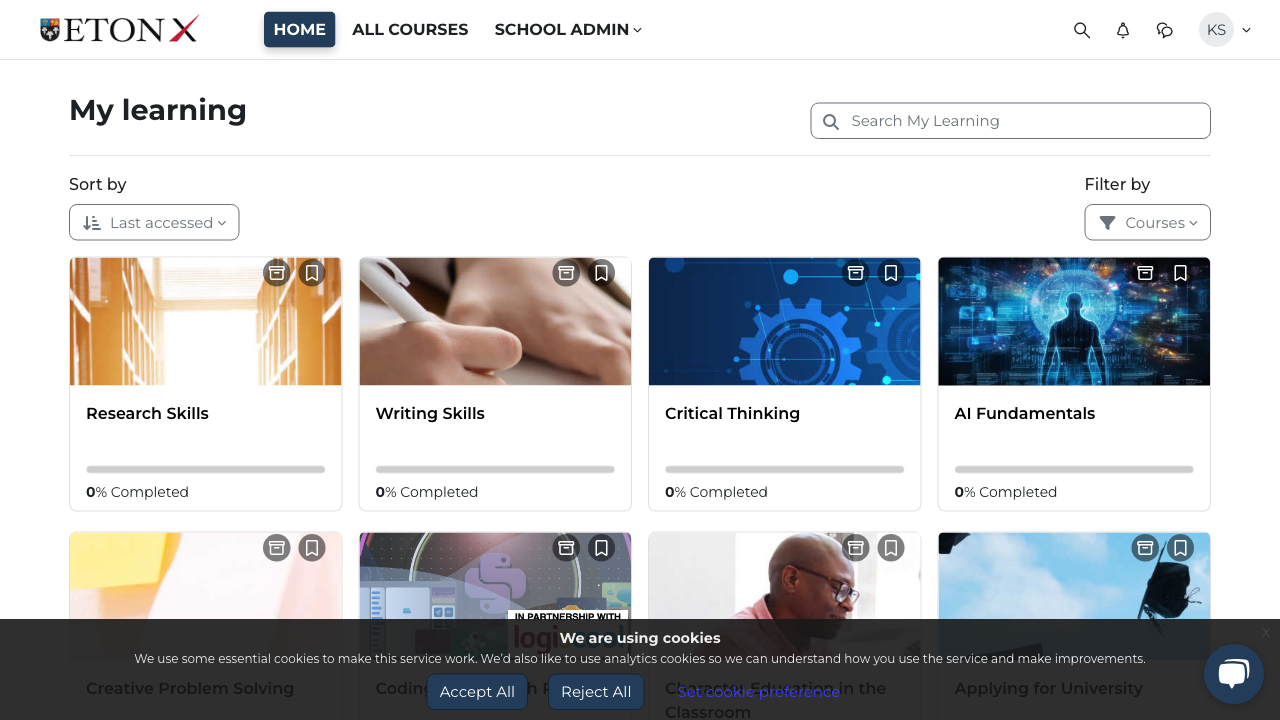 ETON X
HOME
ALL COURSES
SCHOOL ADMIN
KS
My learning
Search My Learning
Sort by
Filter by
Last accessed
Courses
Research Skills
Writing Skills
Critical Thinking
AI Fundamentals
0% Completed
0% Completed
0% Completed
0% Completed
IN PARTNERSHIP WITH
We are using cookies
x
We use some essential cookies to make this service work. We'd also like to use analytics cookies so we can understand how you use the service and make improvements.
Creative Problem Solving
Coding
Character Education in the
Classroom
Applying for University
Accept All
Reject All
Set cookie preference